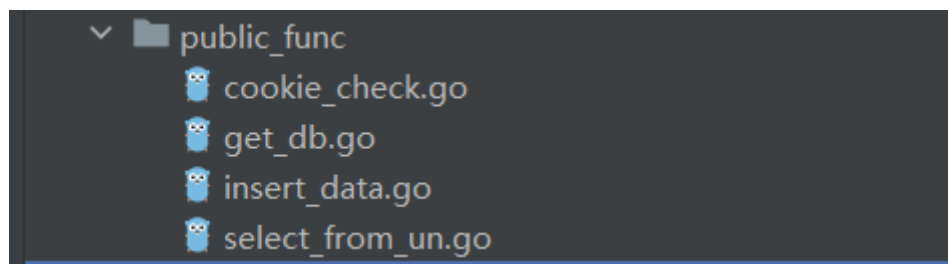 public_func
cookie_check.go
get_db.go
insert_data.go
select_from_un.go